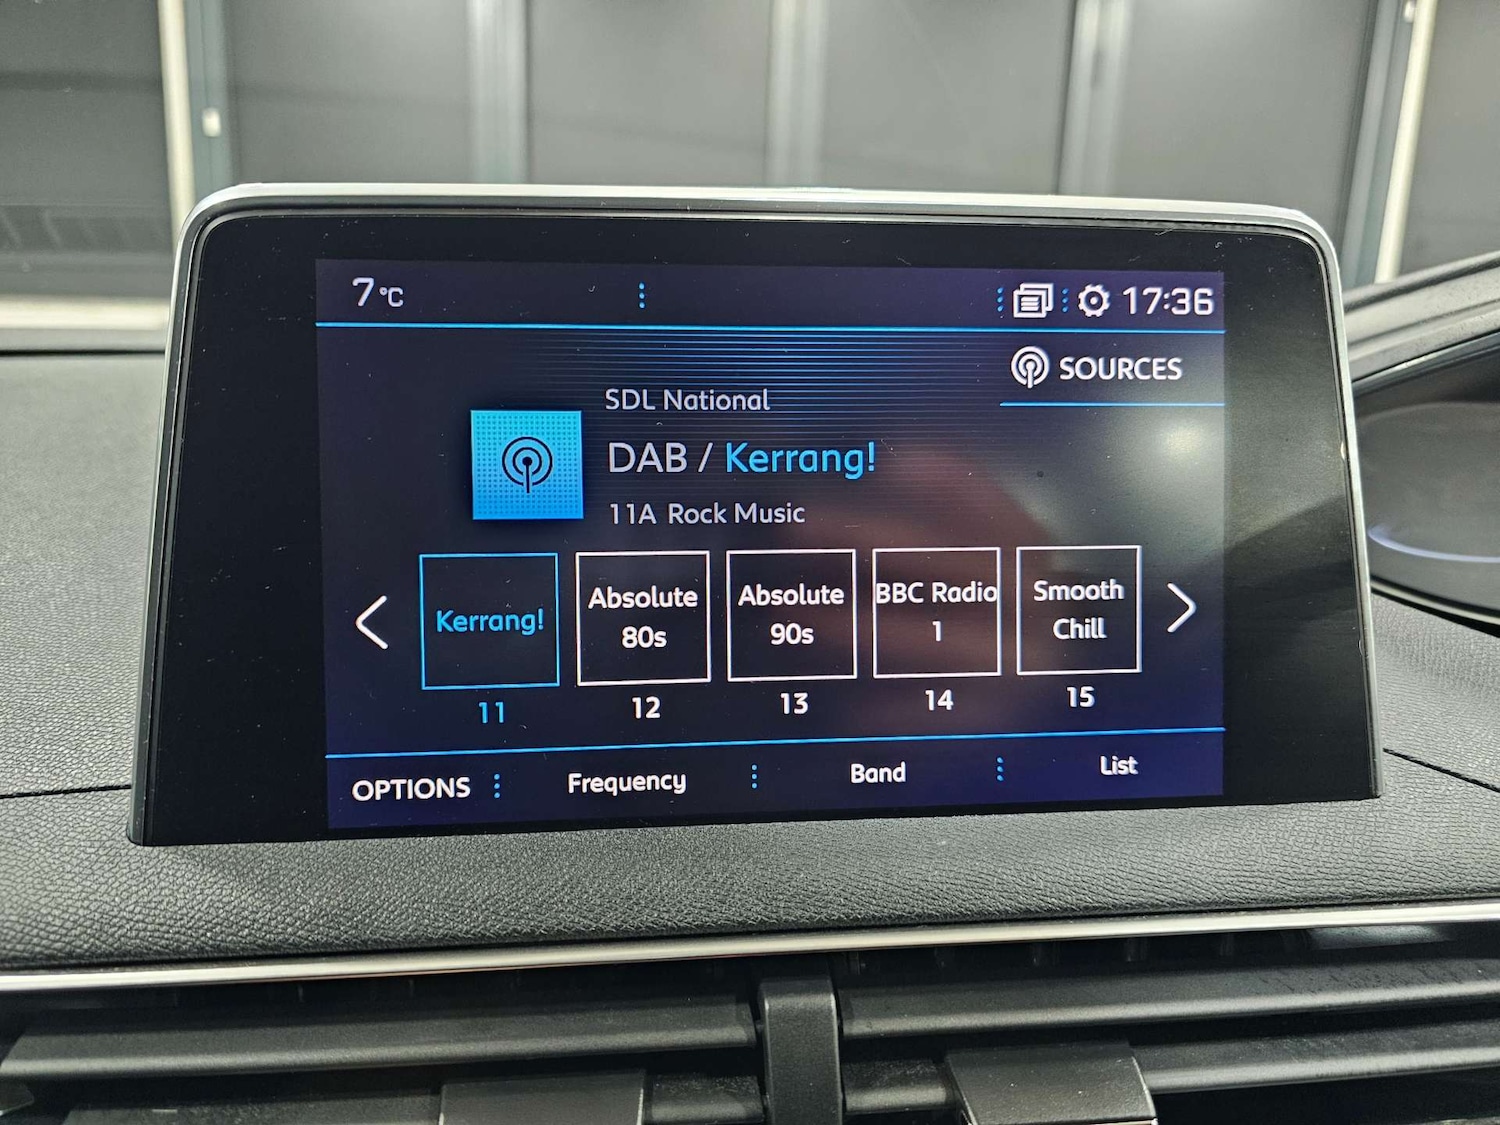 7 °C
17:36
SOURCES
SDL National
DAB / Kerrang!
11A Rock Music
Kerrang!
11
Absolute
80s
12
Absolute
90s
13
BBC Radio
1
14
Smooth
Chill
15
OPTIONS
Frequency
Band
List